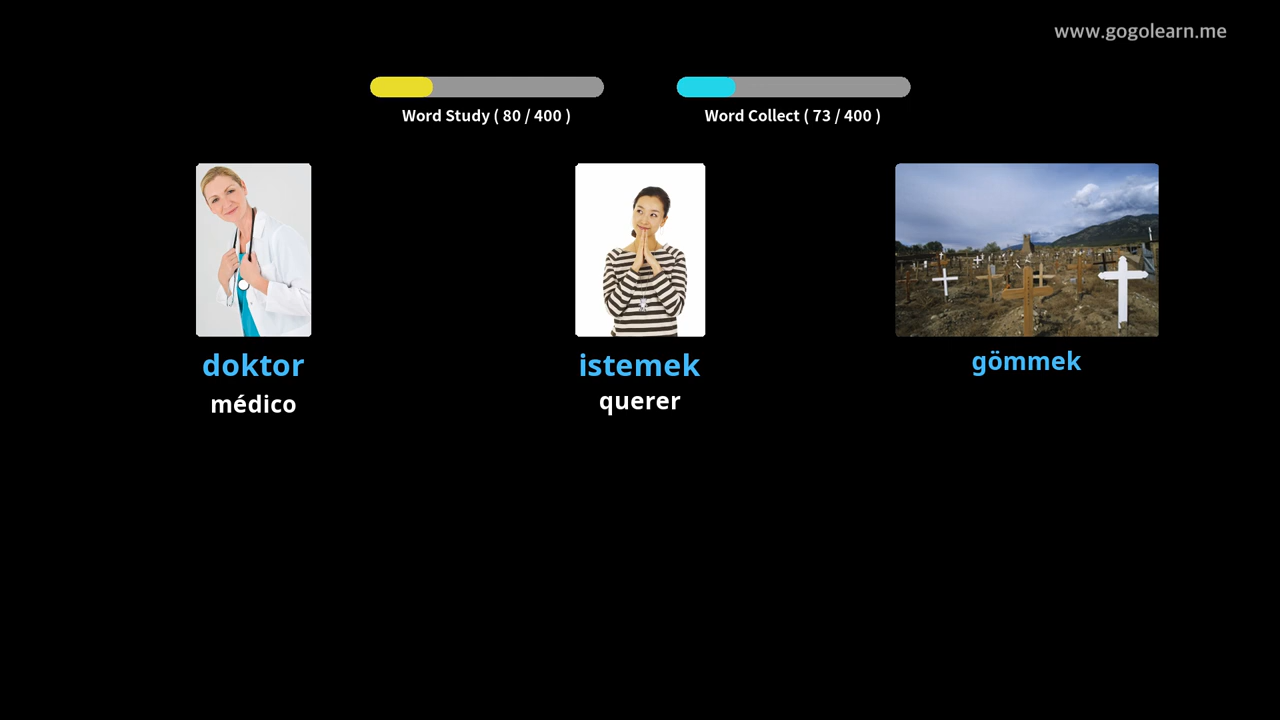 www.gogolearn.me
Word Study ( 80 / 400 )
Word Collect ( 73 / 400 )
doktor
médico
istemek
querer
gömmek